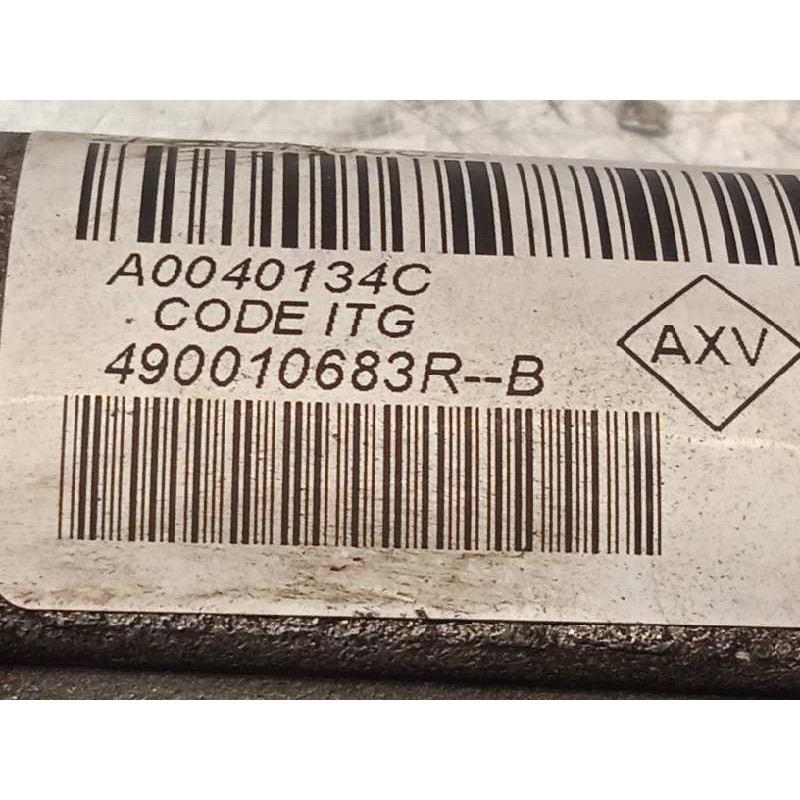 A0040134C
CODE ITG
490010683R--B
AXV